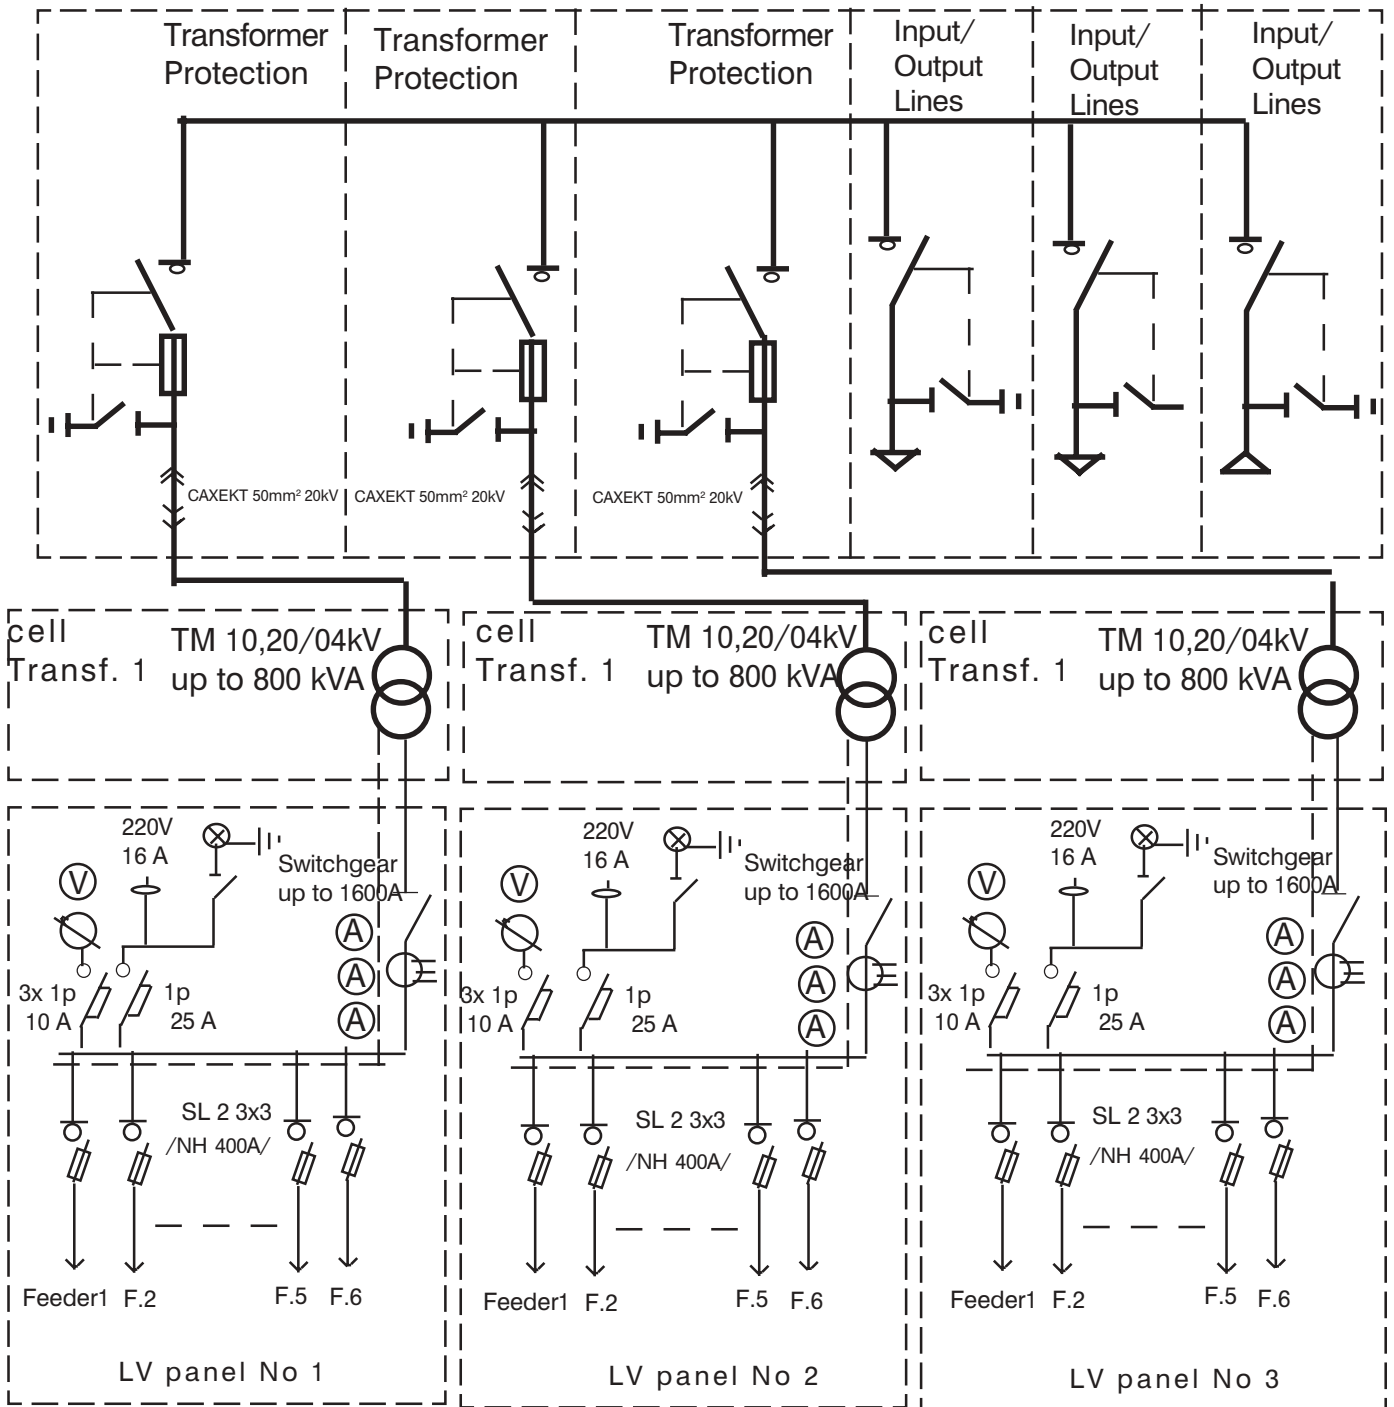 Transformer
Protection
Transformer
Protection
Transformer
Protection
Input/
Output
Lines
Input/
Output
Lines
Input/
Output
Lines
CAXEKT 50mm² 20kV
CAXEKT 50mm² 20kV
CAXEKT 50mm² 20kV
cell
Transf. 1
TM 10,20/04kV
up to 800 kVA
cell
Transf. 1
TM 10,20/04kV
up to 800 kVA
cell
Transf. 1
TM 10,20/04kV
up to 800 kVA
220V
16 A
Switchgear
up to 1600A
V
A
A
A
3x 1p
10 A
1p
25 A
SL 2 3x3
/NH 400A/
Feeder1
F.2
F.5
F.6
LV panel No 1
220V
16 A
Switchgear
up to 1600A
V
A
A
A
3x 1p
10 A
1p
25 A
SL 2 3x3
/NH 400A/
Feeder1
F.2
F.5
F.6
LV panel No 2
220V
16 A
Switchgear
up to 1600A
V
A
A
A
3x 1p
10 A
1p
25 A
SL 2 3x3
/NH 400A/
Feeder1
F.2
F.5
F.6
LV panel No 3